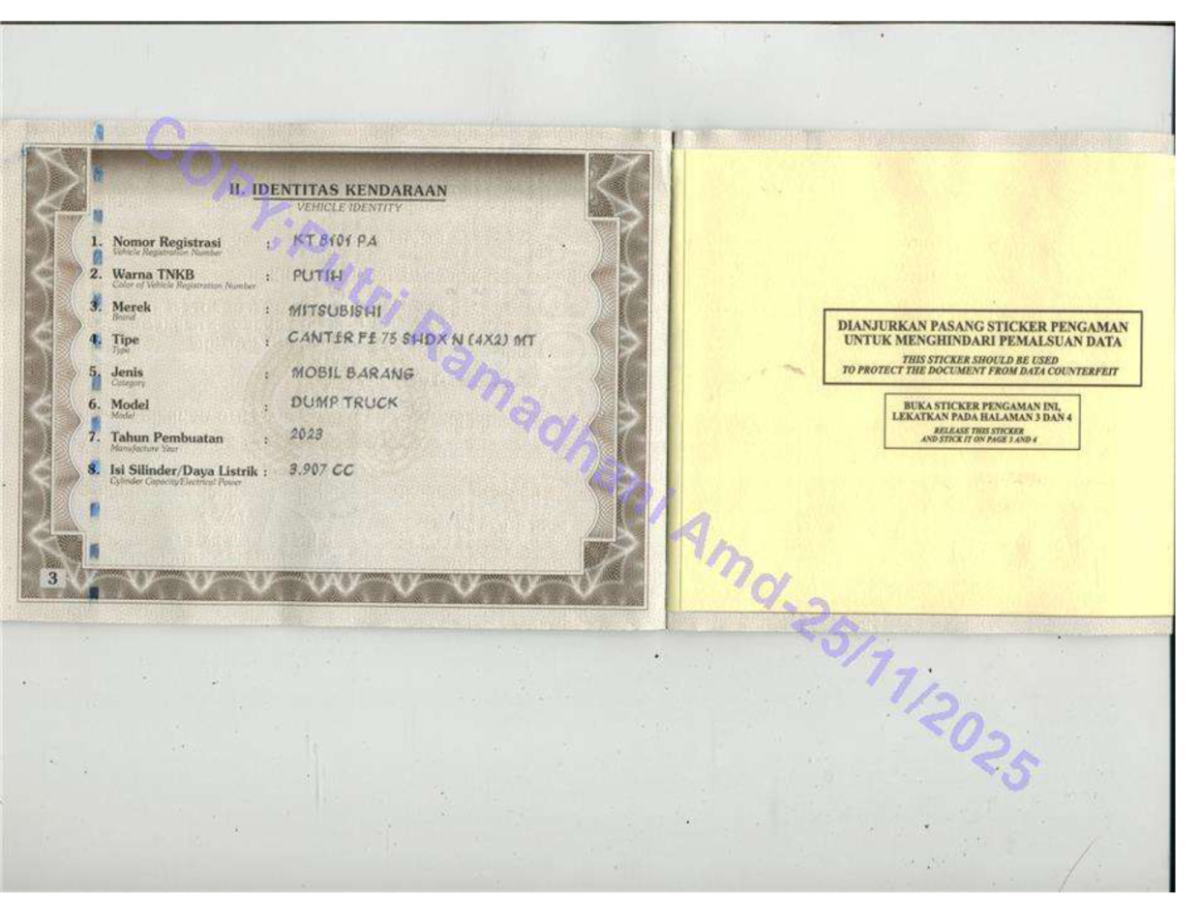 II. IDENTITAS KENDARAAN
VEHICLE IDENTITY
1. Nomor Registrasi : KT 8101 PA
Vehicle Registration Number
2. Warna TNKB : PUTIH
Color of Vehicle Registration Number
3. Merek : MITSUBISHI
Brand
4. Tipe : CANTER FE 75 SHDX N (4X2) MT
Type
5. Jenis : MOBIL BARANG
Category
6. Model : DUMP TRUCK
Model
7. Tahun Pembuatan : 2023
Manufacture Year
8. Isi Silinder/Daya Listrik : 3.907 CC
Cylinder Capacity/Electrical Power
3
DIANJURKAN PASANG STICKER PENGAMAN
UNTUK MENGHINDARI PEMALSUAN DATA
THIS STICKER SHOULD BE USED
TO PROTECT THE DOCUMENT FROM DATA COUNTERFEIT
BUKA STICKER PENGAMAN INI,
LEKATKAN PADA HALAMAN 3 DAN 4
RELEASE THIS STICKER
AND STICK IT ON PAGE 3 AND 4
COPY;Putri Ramadhani Amd-25/11/2025